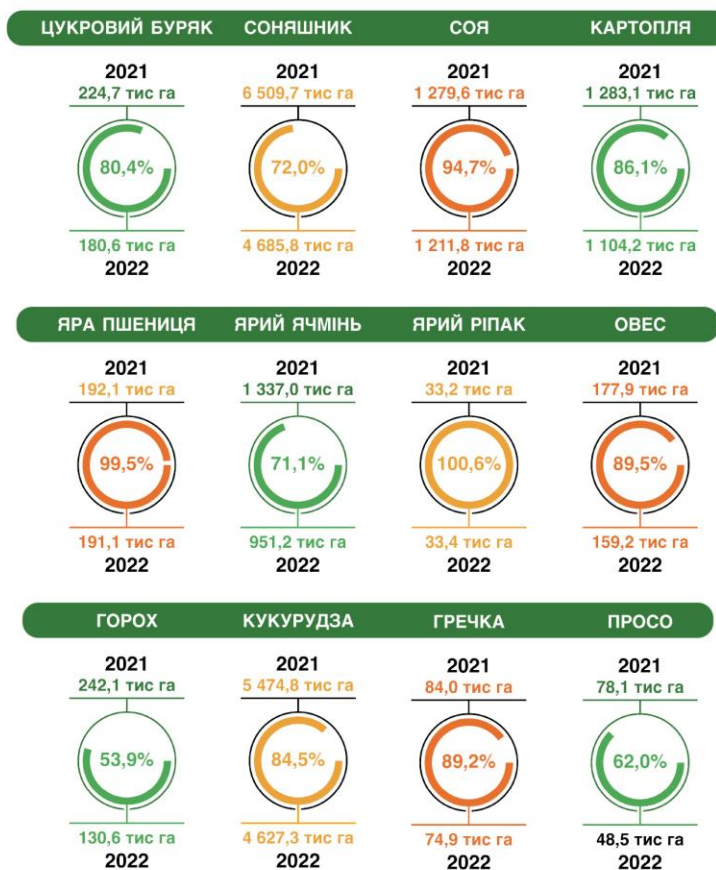 ЦУКРОВИЙ БУРЯК СОНЯШНИК СОЯ КАРТОПЛЯ
2021 2021 2021 2021
224,7 тис га 6 509,7 тис га 1 279,6 тис га 1 283,1 тис га
80,4% 72,0% 94,7% 86,1%
180,6 тис га 4 685,8 тис га 1 211,8 тис га 1 104,2 тис га
2022 2022 2022 2022
ЯРА ПШЕНИЦЯ ЯРИЙ ЯЧМІНЬ ЯРИЙ РІПАК ОВЕС
2021 2021 2021 2021
192,1 тис га 1 337,0 тис га 33,2 тис га 177,9 тис га
99,5% 71,1% 100,6% 89,5%
191,1 тис га 951,2 тис га 33,4 тис га 159,2 тис га
2022 2022 2022 2022
ГОРОХ КУКУРУДЗА ГРЕЧКА ПРОСО
2021 2021 2021 2021
242,1 тис га 5 474,8 тис га 84,0 тис га 78,1 тис га
53,9% 84,5% 89,2% 62,0%
130,6 тис га 4 627,3 тис га 74,9 тис га 48,5 тис га
2022 2022 2022 2022